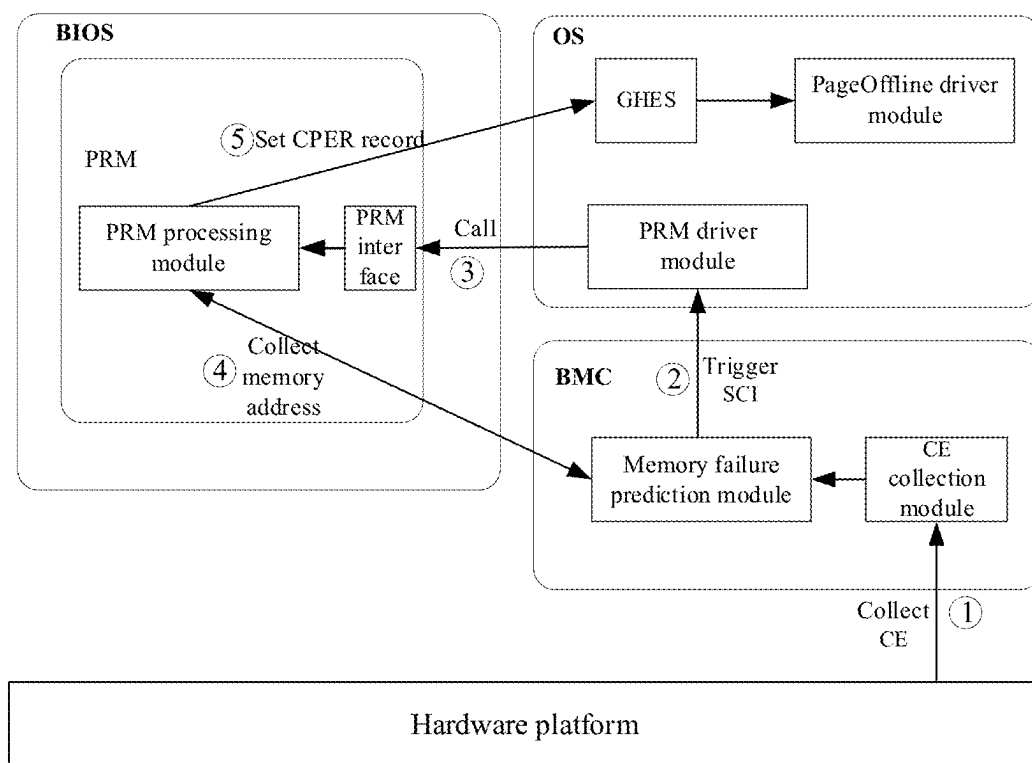 BIOS
PRM
⑤ Set CPER record
PRM processing
module
PRM
inter
face
④ Collect
memory
address
OS
GHES
PageOffline driver
module
Call
③
PRM driver
module
BMC
② Trigger
SCI
Memory failure
prediction module
CE
collection
module
Collect ①
CE
Hardware platform